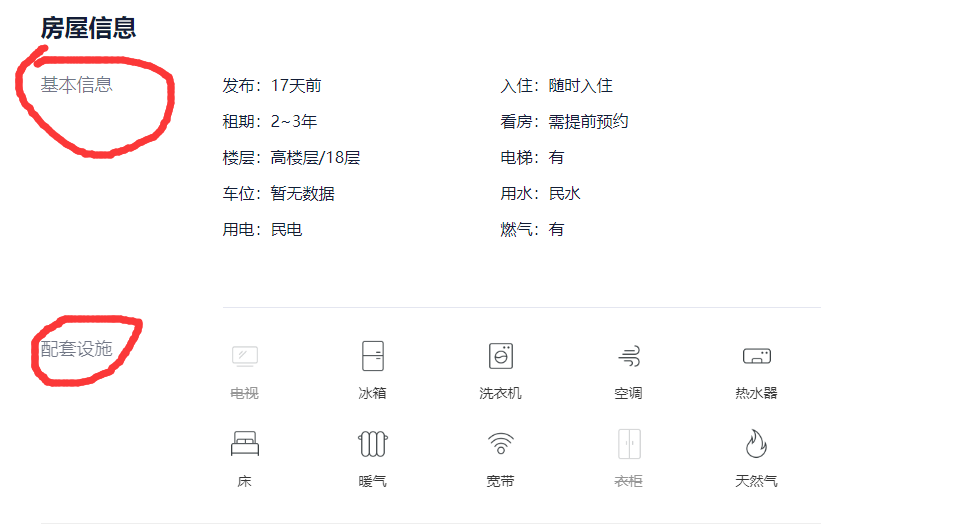 房屋信息
基本信息 发布：17天前 入住：随时入住
租期：2~3年 看房：需提前预约
楼层：高楼层/18层 电梯：有
车位：暂无数据 用水：民水
用电：民电 燃气：有
配套设施
电视 冰箱 洗衣机 空调 热水器
床 暖气 宽带 衣柜 天然气